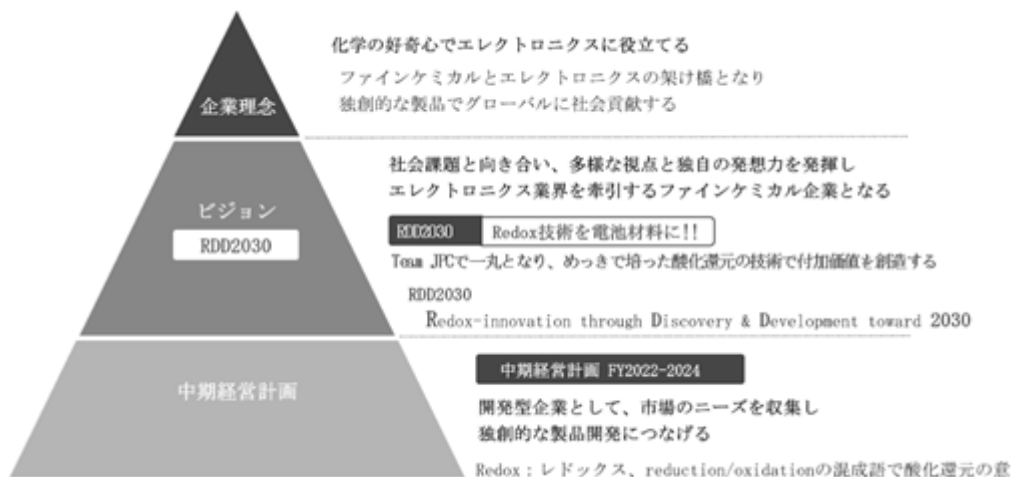 化学の好奇心でエレクトロニクスに役立てる
ファインケミカルとエレクトロニクスの架け橋となり
独創的な製品でグローバルに社会貢献する
企業理念
社会課題と向き合い、多様な視点と独自の発想力を発揮し
エレクトロニクス業界を牽引するファインケミカル企業となる
ビジョン
RDD2030
RDD2030 Redox技術を電池材料に!!
Team JPCで一丸となり、めっきで培った酸化還元の技術で付加価値を創造する
RDD2030
Redox-innovation through Discovery & Development toward 2030
中期経営計画 FY2022-2024
中期経営計画
開発型企業として、市場のニーズを収集し
独創的な製品開発につなげる
Redox：レドックス、reduction/oxidationの混成語で酸化還元の意